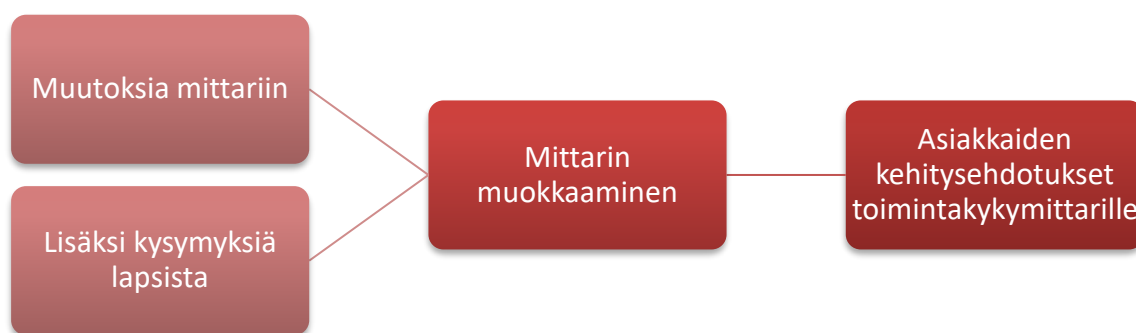 Muutoksia mittariin
Lisäksi kysymyksiä
lapsista
Mittarin
muokkaaminen
Asiakkaiden
kehitysehdotukset
toimintakykymittarille